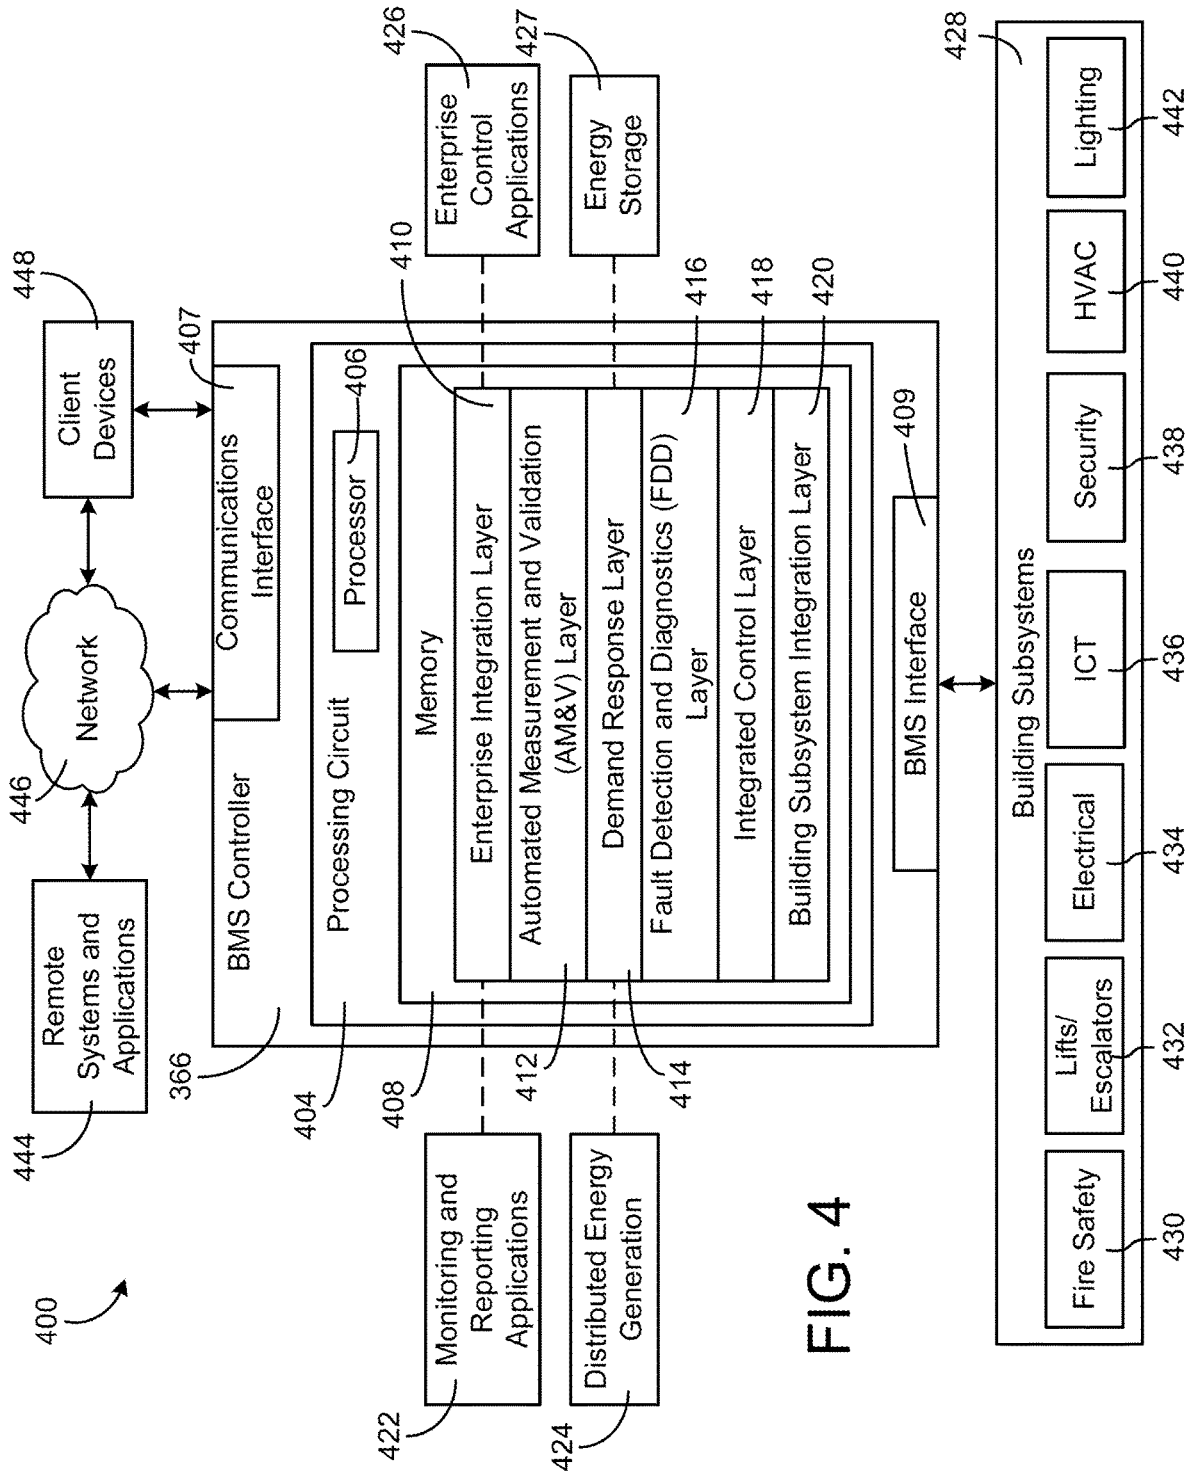 400
444
Remote
Systems and
Applications
446
Network
Client
Devices
448
366
BMS Controller
Communications
Interface
407
404
Processing Circuit
Processor
406
408
Memory
410
Enterprise Integration Layer
Automated Measurement and Validation
(AM&V) Layer
412
Demand Response Layer
414
Fault Detection and Diagnostics (FDD)
Layer
416
Integrated Control Layer
418
Building Subsystem Integration Layer
420
422
Monitoring and
Reporting
Applications
424
Distributed Energy
Generation
426
Enterprise
Control
Applications
427
Energy
Storage
BMS Interface
409
Building Subsystems
428
Fire Safety
Lifts/
Escalators
Electrical
ICT
Security
HVAC
Lighting
430
432
434
436
438
440
442
FIG. 4